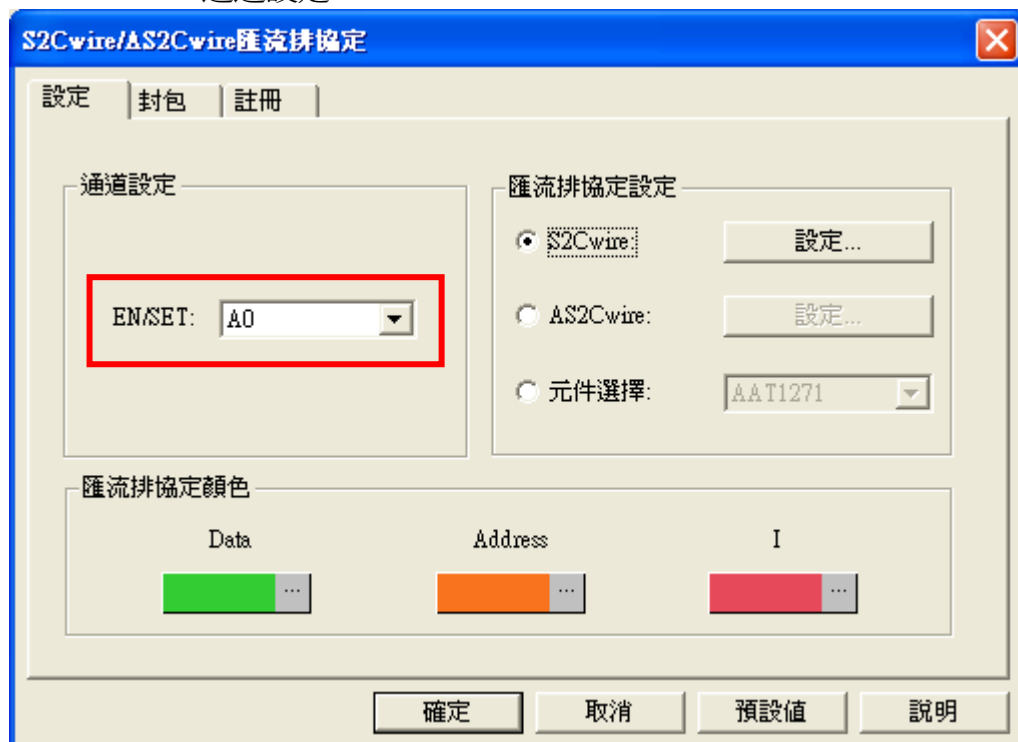 S2Cwire/AS2Cwire匯流排協定
設定 封包 註冊
通道設定
EN/SET: A0
匯流排協定設定
S2Cwire: 設定...
AS2Cwire: 設定...
元件選擇: AAT1271
匯流排協定顏色
Data Address I
... ... ...
確定 取消 預設值 說明